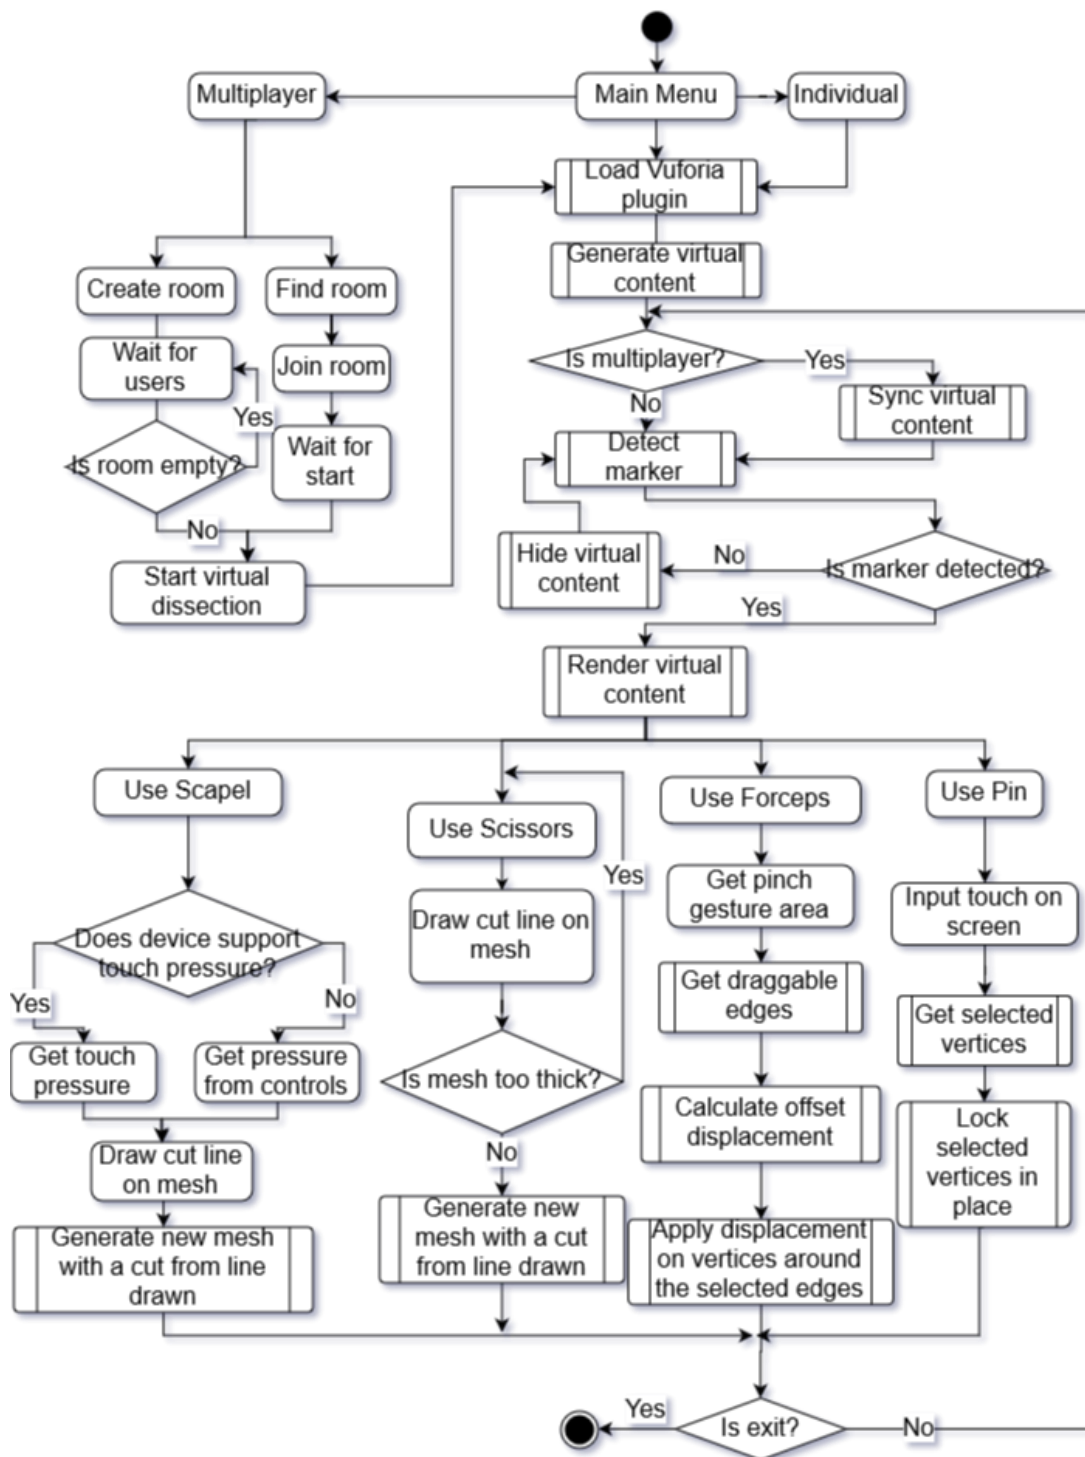 Multiplayer
Main Menu
Individual
Load Vuforia
plugin
Generate virtual
content
Create room
Find room
Wait for
users
Join room
Is multiplayer?
Yes
Sync virtual
content
No
Detect
marker
Yes
Is room empty?
Wait for
start
No
Start virtual
dissection
Hide virtual
content
No
Is marker detected?
Yes
Render virtual
content
Use Scapel
Use Scissors
Use Forceps
Use Pin
Yes
Get pinch
gesture area
Input touch on
screen
Draw cut line on
mesh
Does device support
touch pressure?
Yes
No
Get draggable
edges
Get selected
vertices
Get touch
pressure
Get pressure
from controls
Is mesh too thick?
Calculate offset
displacement
Lock
selected
vertices in
place
Draw cut line
on mesh
No
Generate new mesh
with a cut from line
drawn
Generate new
mesh with a cut
from line drawn
Apply displacement
on vertices around
the selected edges
Yes
Is exit?
No